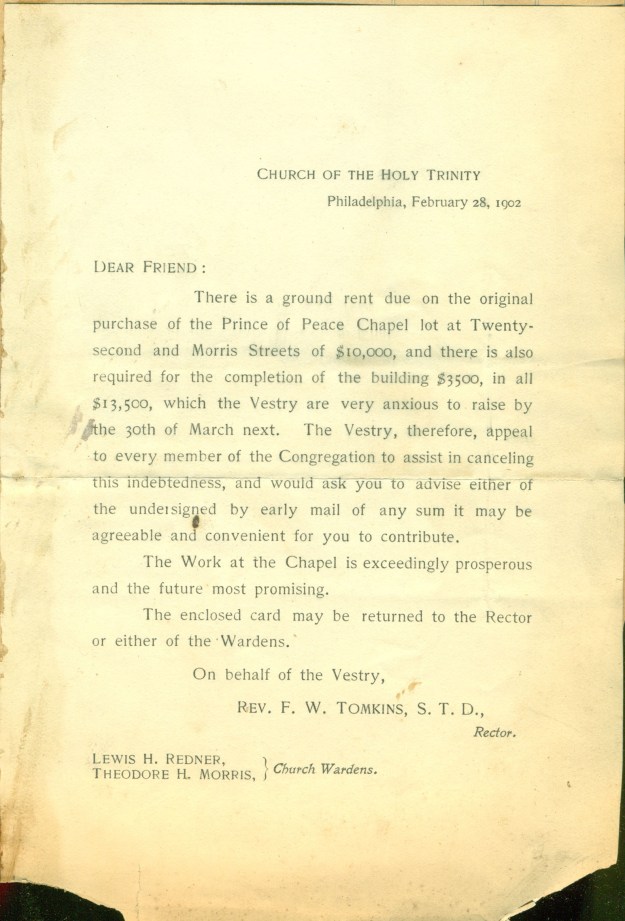 CHURCH OF THE HOLY TRINITY
Philadelphia, February 28, 1902
DEAR FRIEND:
There is a ground rent due on the original
purchase of the Prince of Peace Chapel lot at Twenty-
second and Morris Streets of $10,000, and there is also
required for the completion of the building $3500, in all
$13,500, which the Vestry are very anxious to raise by
the 30th of March next. The Vestry, therefore, appeal
to every member of the Congregation to assist in canceling
this indebtedness, and would ask you to advise either of
the undersigned by early mail of any sum it may be
agreeable and convenient for you to contribute.
The Work at the Chapel is exceedingly prosperous
and the future most promising.
The enclosed card may be returned to the Rector
or either of the Wardens.
On behalf of the Vestry,
REV. F. W. TOMKINS, S. T. D.,
Rector.
LEWIS H. REDNER,
THEODORE H. MORRIS, } Church Wardens.